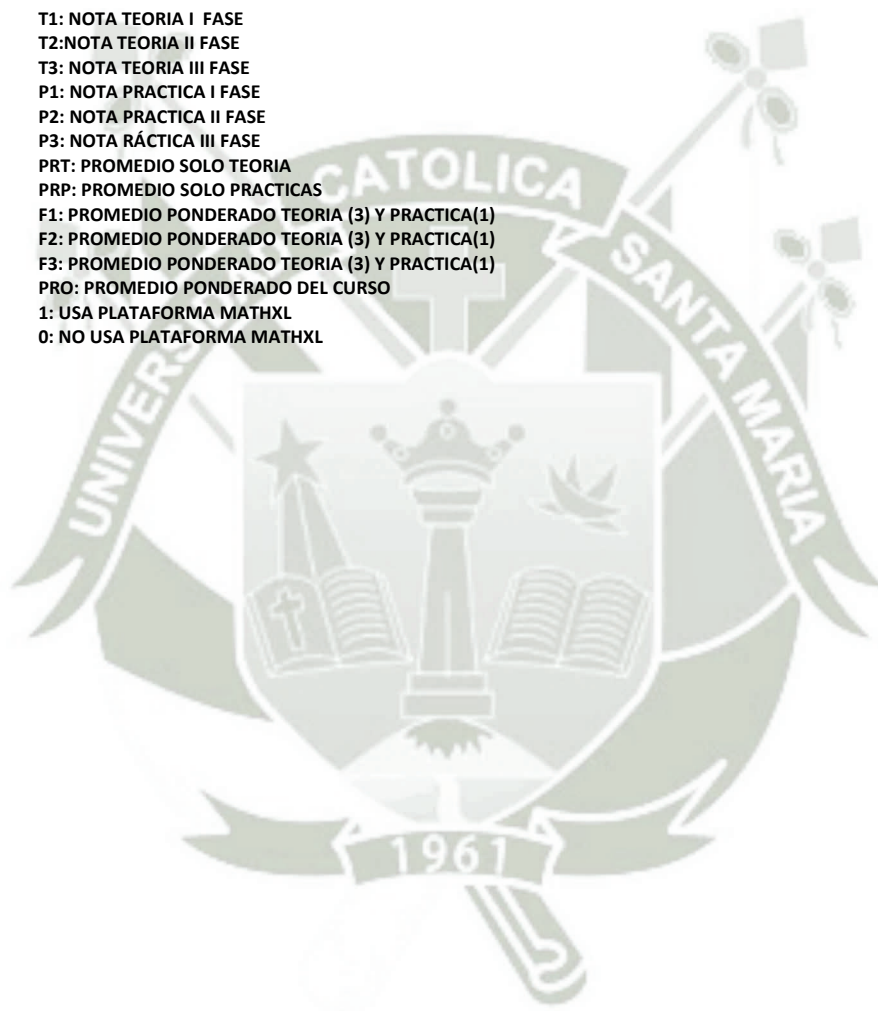 T1: NOTA TEORIA I FASE
T2:NOTA TEORIA II FASE
T3: NOTA TEORIA III FASE
P1: NOTA PRACTICA I FASE
P2: NOTA PRACTICA II FASE
P3: NOTA RÁCTICA III FASE
PRT: PROMEDIO SOLO TEORIA
PRP: PROMEDIO SOLO PRACTICAS
F1: PROMEDIO PONDERADO TEORIA (3) Y PRACTICA(1)
F2: PROMEDIO PONDERADO TEORIA (3) Y PRACTICA(1)
F3: PROMEDIO PONDERADO TEORIA (3) Y PRACTICA(1)
PRO: PROMEDIO PONDERADO DEL CURSO
1: USA PLATAFORMA MATHXL
0: NO USA PLATAFORMA MATHXL
UNIVERSIDAD CATOLICA SANTA MARIA
1961